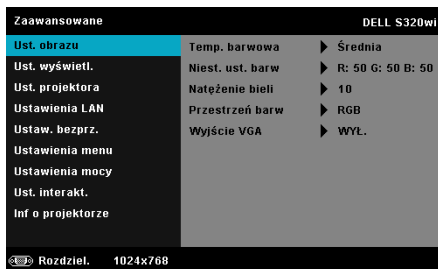 Zaawansowane DELL S320wi
Ust. obrazu Temp. barwowa Średnia
Ust. wyświetl. Niest. ust. barw R: 50 G: 50 B: 50
Ust. projektora Natężenie bieli 10
Ustawienia LAN Przestrzeń barw RGB
Ustaw. bezprz. Wyjście VGA WYŁ.
Ustawienia menu
Ustawienia mocy
Ust. interakt.
Inf o projektorze
Rozdziel. 1024x768